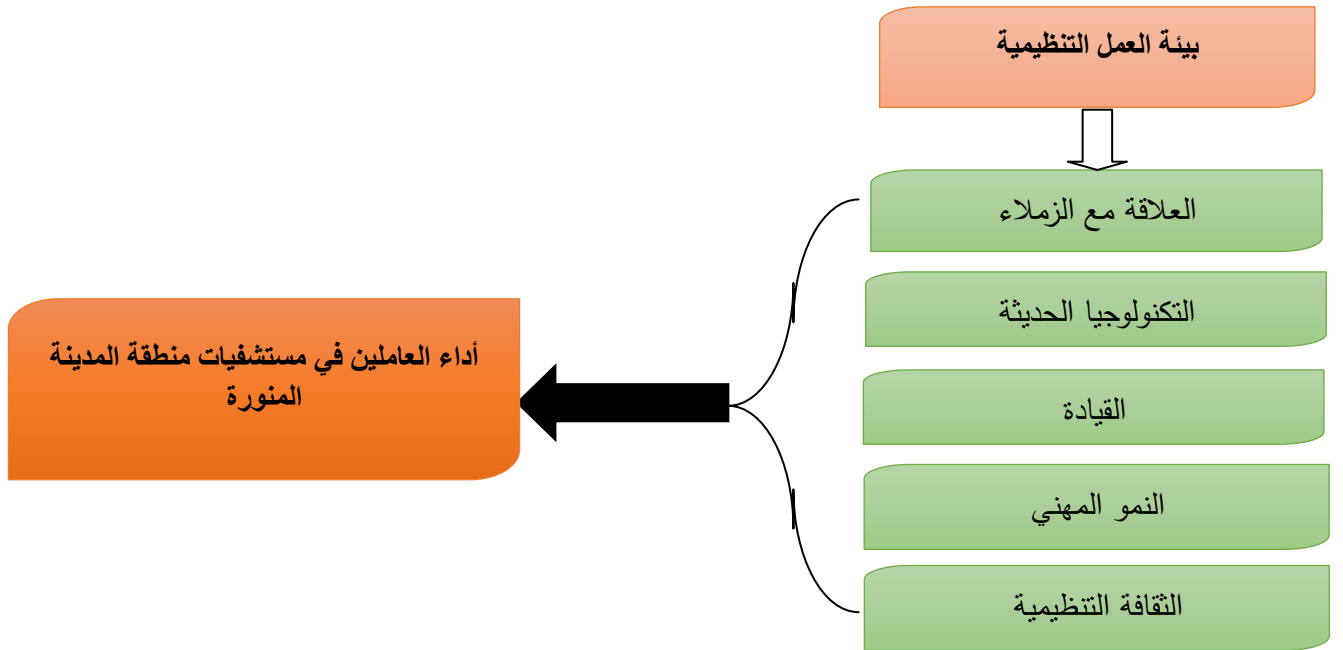 بيئة العمل التنظيمية
العلاقة مع الزملاء
التكنولوجيا الحديثة
القيادة
النمو المهني
الثقافة التنظيمية
أداء العاملين في مستشفيات منطقة المدينة
المنورة